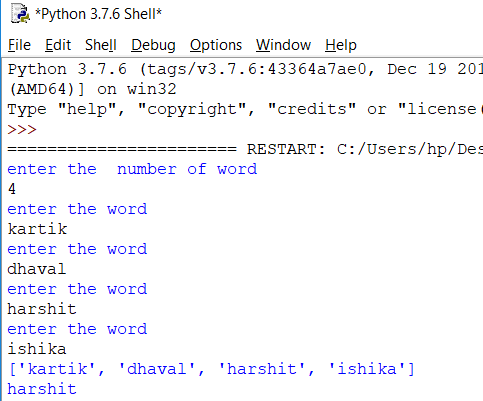 *Python 3.7.6 Shell*
File Edit Shell Debug Options Window Help
Python 3.7.6 (tags/v3.7.6:43364a7ae0, Dec 19 201
(AMD64)] on win32
Type "help", "copyright", "credits" or "license(
>>>
======================= RESTART: C:/Users/hp/Des
enter the  number of word
4
enter the word
kartik
enter the word
dhaval
enter the word
harshit
enter the word
ishika
['kartik', 'dhaval', 'harshit', 'ishika']
harshit